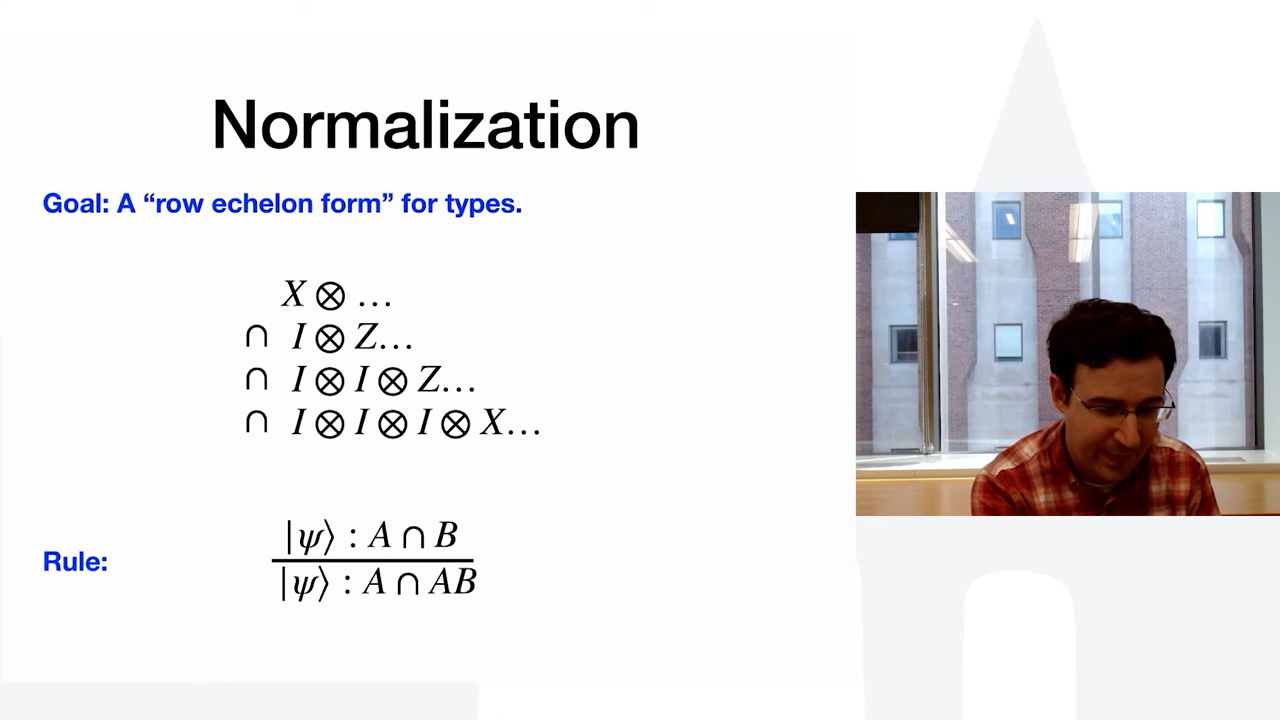 Normalization
Goal: A “row echelon form” for types.
X ⊗ …
∩ I ⊗ Z…
∩ I ⊗ I ⊗ Z…
∩ I ⊗ I ⊗ I ⊗ X…
|ψ⟩ : A ∩ B
Rule:
|ψ⟩ : A ∩ AB